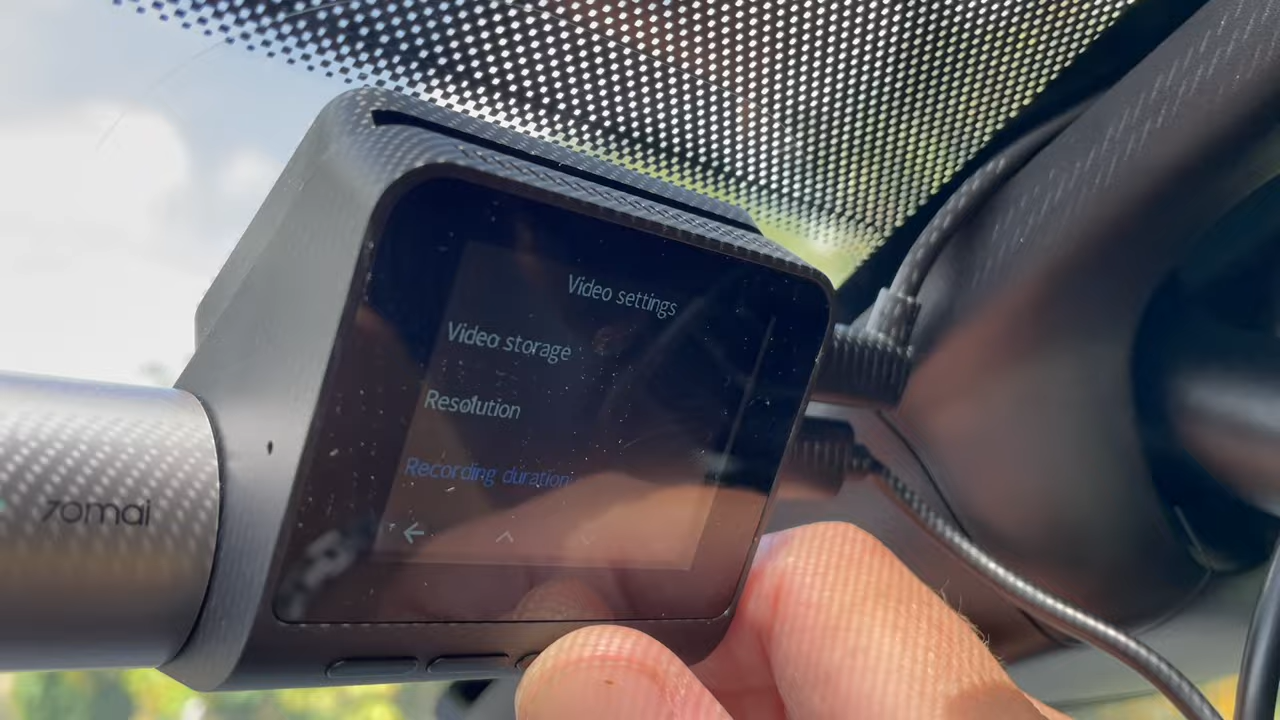 Video settings
Video storage
Resolution
Recording duration
70mai